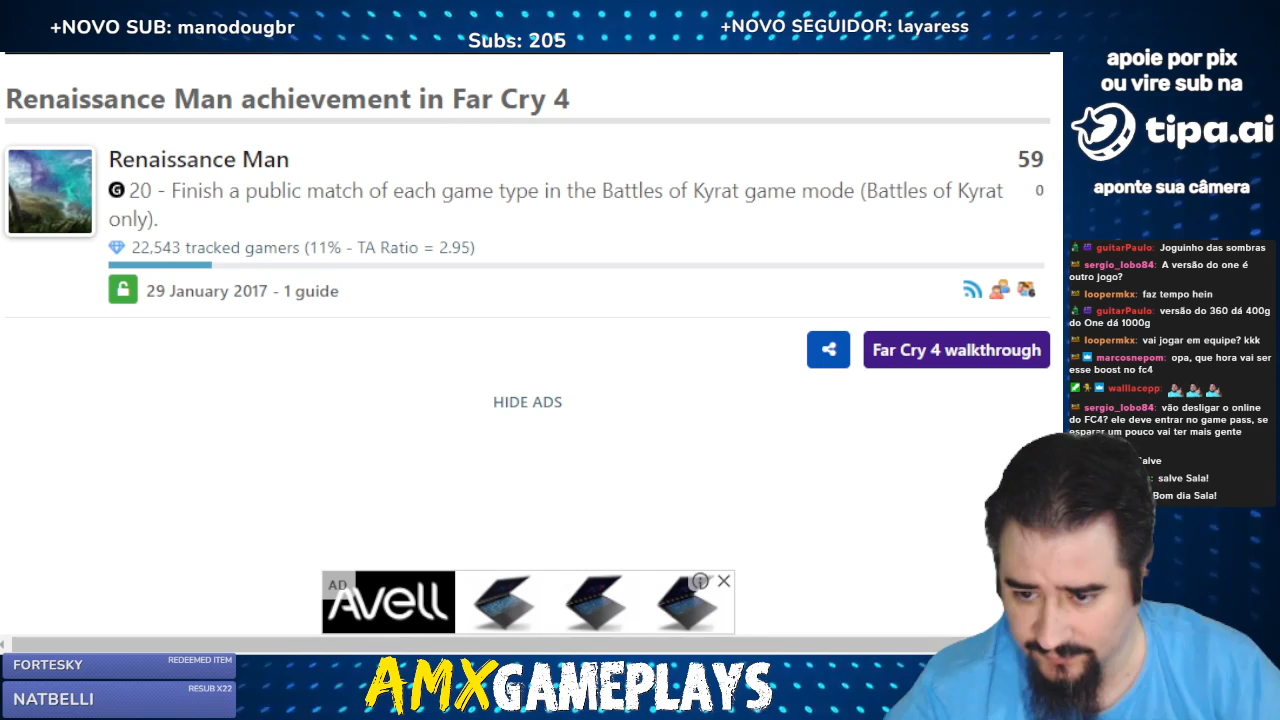 +NOVO SUB: manodougbr
Subs: 205
+NOVO SEGUIDOR: layaress
Renaissance Man achievement in Far Cry 4
Renaissance Man
59
G 20 - Finish a public match of each game type in the Battles of Kyrat game mode (Battles of Kyrat
0
only).
22,543 tracked gamers (11% - TA Ratio = 2.95)
29 January 2017 - 1 guide
Far Cry 4 walkthrough
HIDE ADS
AD
AVELL
apoie por pix
ou vire sub na
tipa.ai
aponte sua câmera
guitarPaulo: Joguinho das sombras
sergio_lobo84: A versão do one é
outro jogo?
loopermkx: faz tempo hein
guitarPaulo: versão do 360 dá 400g
do One dá 1000g
loopermkx: vai jogar em equipe? kkk
marcosnepom: opa, que hora vai ser
esse boost no fc4
walllacepp:
sergio_lobo84: vão desligar o online
do FC4? ele deve entrar no game pass, se
esperar um pouco vai ter mais gente
: salve Sala!
Bom dia Sala!
FORTESKY
REDEEMED ITEM
NATBELLI
RESUB X22
AMXGAMEPLAYS